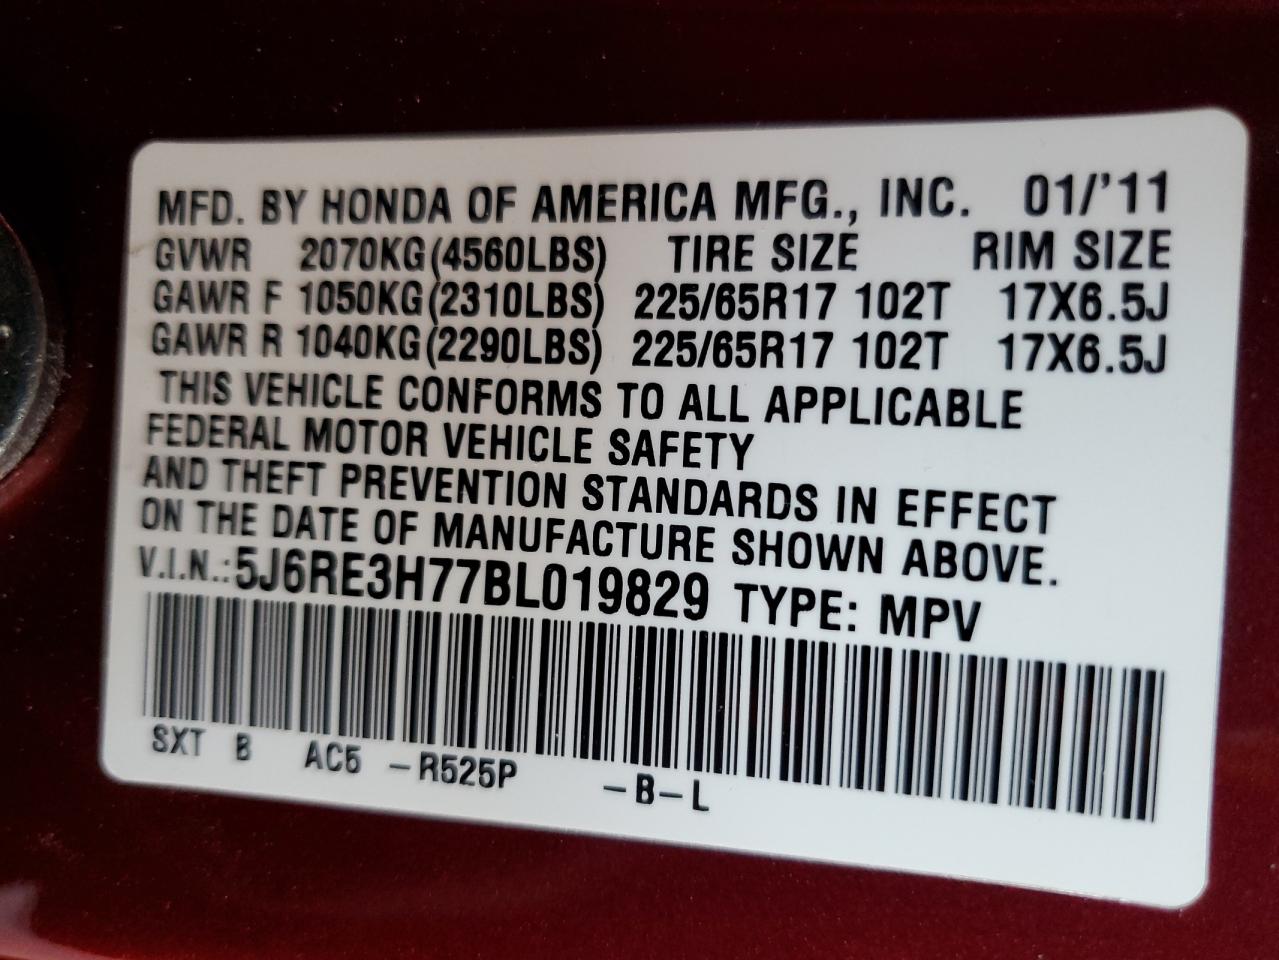 MFD. BY HONDA OF AMERICA MFG., INC. 01/'11
GVWR 2070KG(4560LBS) TIRE SIZE RIM SIZE
GAWR F 1050KG(2310LBS) 225/65R17 102T 17X6.5J
GAWR R 1040KG(2290LBS) 225/65R17 102T 17X6.5J
THIS VEHICLE CONFORMS TO ALL APPLICABLE
FEDERAL MOTOR VEHICLE SAFETY
AND THEFT PREVENTION STANDARDS IN EFFECT
ON THE DATE OF MANUFACTURE SHOWN ABOVE.
V.I.N.:5J6RE3H77BL019829 TYPE: MPV
SXT B AC5 -R525P -B-L